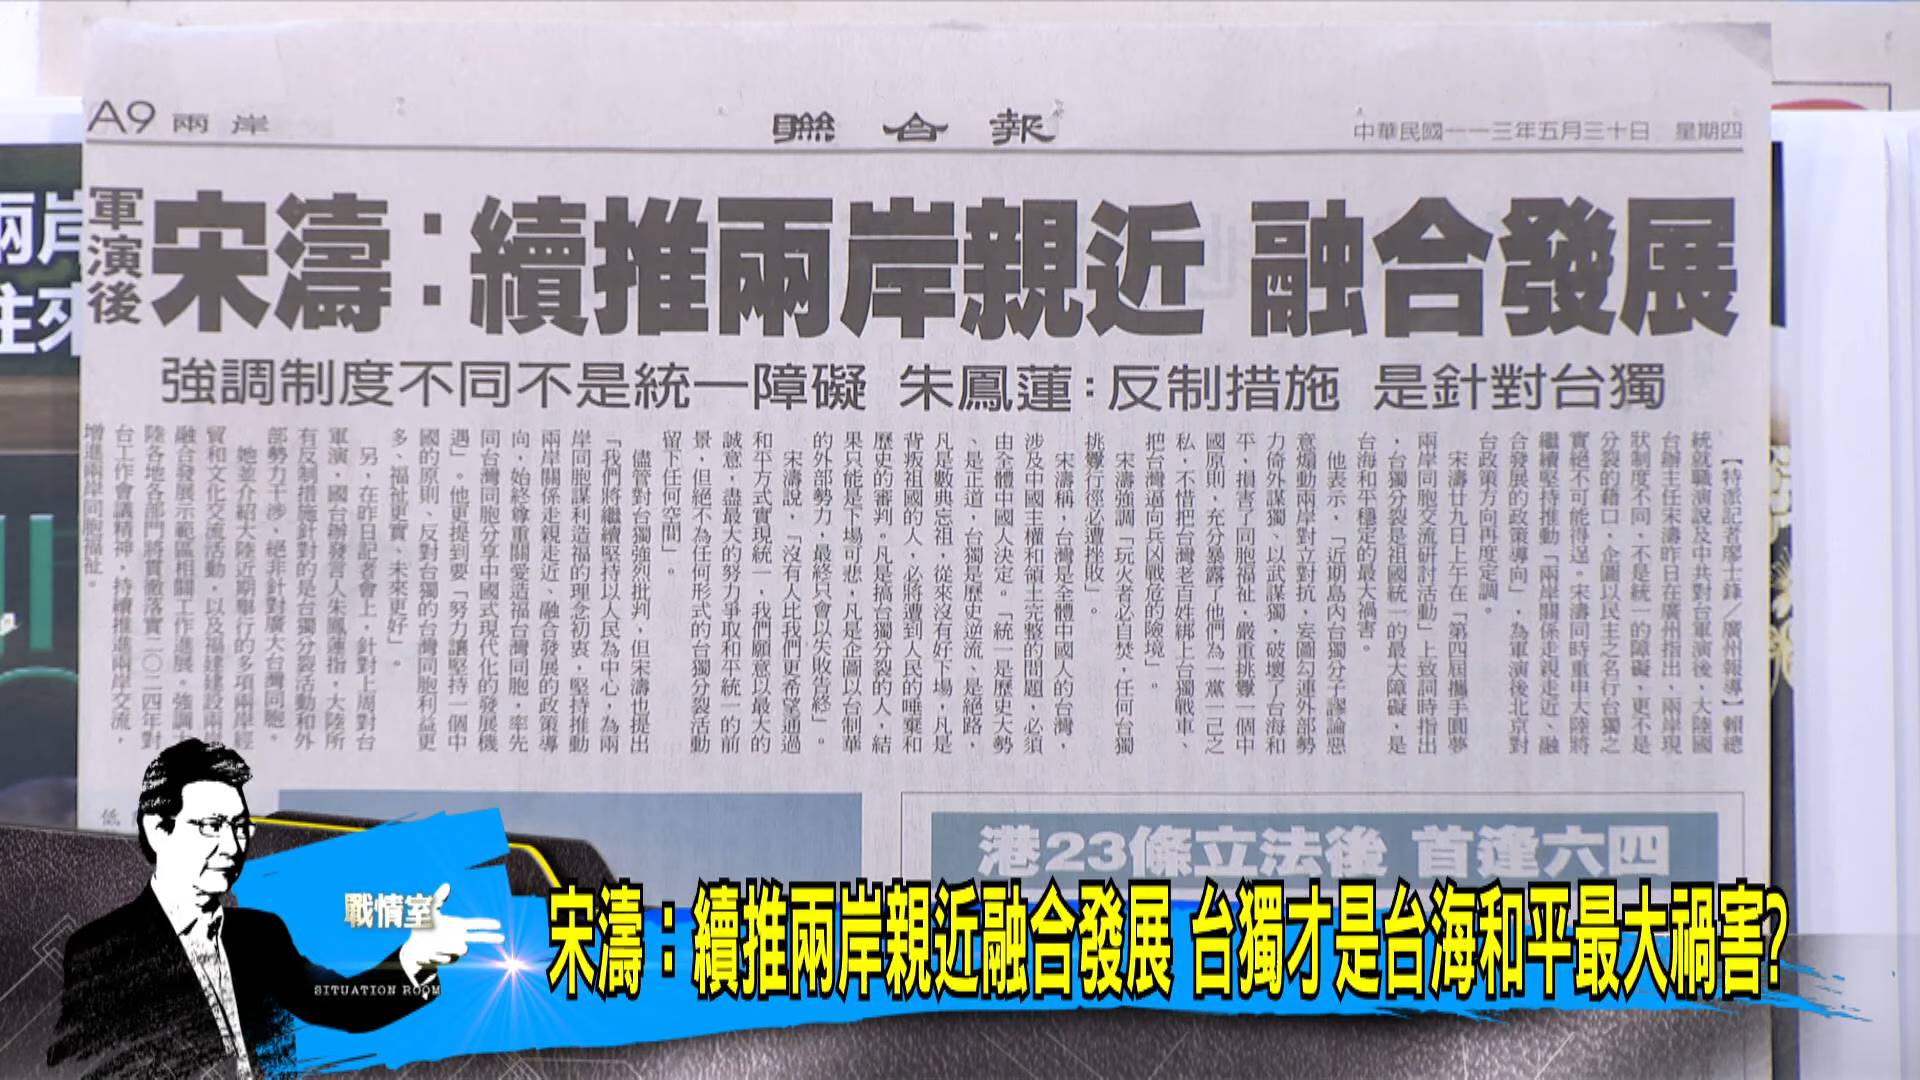 A9 兩岸
聯合報
中華民國一一三年五月三十日 星期四
軍演後
宋濤：續推兩岸親近 融合發展
強調制度不同不是統一障礙 朱鳳蓮：反制措施 是針對台獨
【特派記者廖士鋒／廣州報導】賴總
統就職演說及中共對台軍演後，大陸國
台辦主任宋濤昨日在廣州指出，兩岸現
狀制度不同，不是統一的障礙，更不是
分裂的藉口，企圖以民主之名行台獨之
實絕不可能得逞。宋濤同時重申大陸將
繼續堅持推動「兩岸關係走親走近、融
合發展的政策導向」，為軍演後北京對
台政策方向再度定調。
宋濤廿九日上午在「第四屆攜手圓夢
兩岸同胞交流研討活動」上致詞時指出
，台獨分裂是祖國統一的最大障礙，是
台海和平穩定的最大禍害。
他表示，「近期島內台獨分子謬論惡
意煽動兩岸對立對抗，妄圖勾連外部勢
力倚外謀獨、以武謀獨，破壞了台海和
平，損害了同胞福祉，嚴重挑釁一個中
國原則，充分暴露了他們為一黨一己之
私，不惜把台灣老百姓綁上台獨戰車、
把台灣逼向兵凶戰危的險境」。
宋濤強調「玩火者必自焚，任何台獨
挑釁行徑必遭挫敗」。
宋濤稱，台灣是全體中國人的台灣，
涉及中國主權和領土完整的問題，必須
由全體中國人決定。「統一是歷史大勢
、是正道，台獨是歷史逆流、是絕路，
凡是數典忘祖，從來沒有好下場，凡是
背叛祖國的人，必將遭到人民的唾棄和
歷史的審判。凡是搞台獨分裂的人，結
果只能是下場可悲，凡是企圖以台制華
的外部勢力，最終只會以失敗告終」。
宋濤說，「沒有人比我們更希望通過
和平方式實現統一，我們願意以最大的
誠意，盡最大的努力爭取和平統一的前
景，但絕不為任何形式的台獨分裂活動
留下任何空間」。
儘管對台獨強烈批判，但宋濤也提出
「我們將繼續堅持以人民為中心，為兩
岸同胞謀利造福的理念初衷，堅持推動
兩岸關係走親走近、融合發展的政策導
向，始終尊重關愛造福台灣同胞，率先
同台灣同胞分享中國式現代化的發展機
遇」。他更提到要「努力讓堅持一個中
國的原則、反對台獨的台灣同胞利益更
多、福祉更實、未來更好」。
另，在昨日記者會上，針對上周對台
軍演，國台辦發言人朱鳳蓮指，大陸所
有反制措施針對的是台獨分裂活動和外
部勢力干涉，絕非針對廣大台灣同胞。
她並介紹大陸近期舉行的多項兩岸經
貿和文化交流活動，以及福建建設兩岸
融合發展示範區相關工作進展。強調大
陸各地各部門將貫徹落實二〇二四年對
台工作會議精神，持續推進兩岸交流，
增進兩岸同胞福祉。
低
港23條立法後 首逢六四
兩岸
往來
戰情室
SITUATION ROOM
宋濤：續推兩岸親近融合發展 台獨才是台海和平最大禍害?